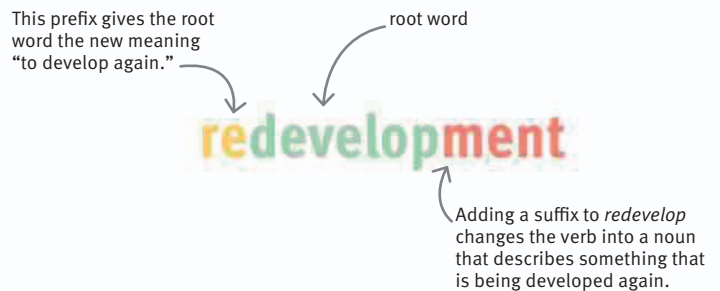 This prefix gives the root
word the new meaning
“to develop again.”
root word
redevelopment
Adding a suffix to redevelop
changes the verb into a noun
that describes something that
is being developed again.